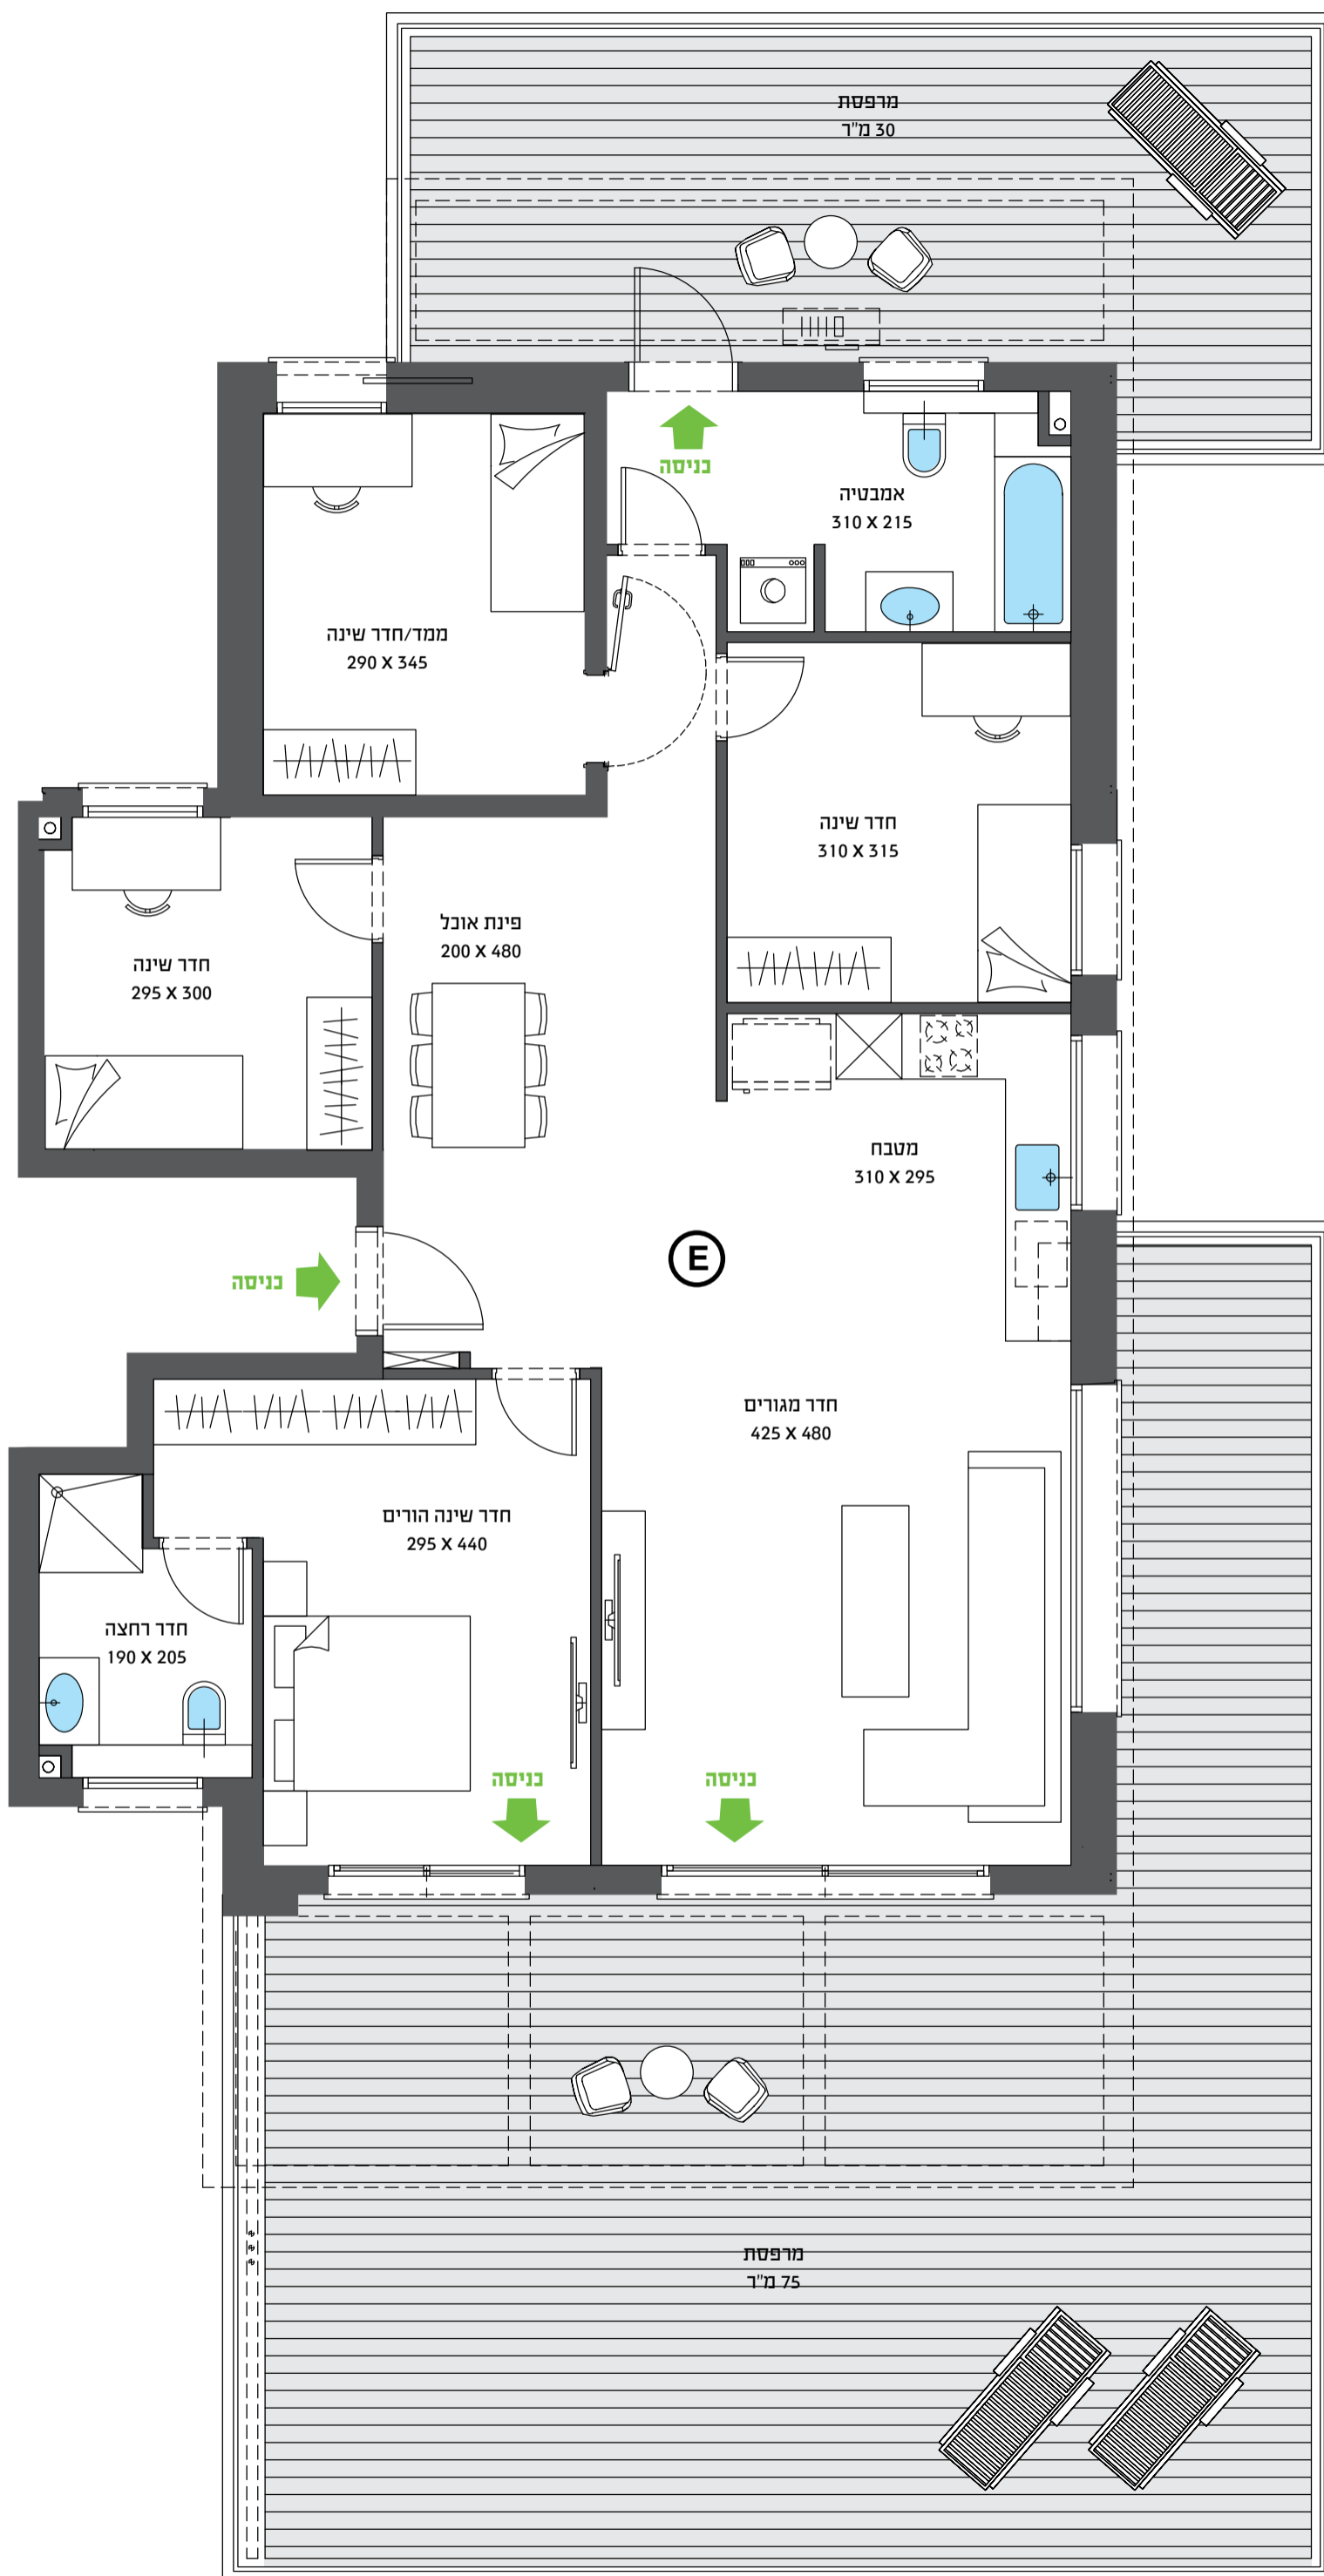 מרפסת
30 מ"ר
כניסה
אמבטיה
310 X 215
ממד/חדר שינה
290 X 345
חדר שינה
310 X 315
פינת אוכל
200 X 480
חדר שינה
295 X 300
מטבח
310 X 295
E
כניסה
חדר מגורים
425 X 480
חדר שינה הורים
295 X 440
חדר רחצה
190 X 205
כניסה
כניסה
מרפסת
75 מ"ר